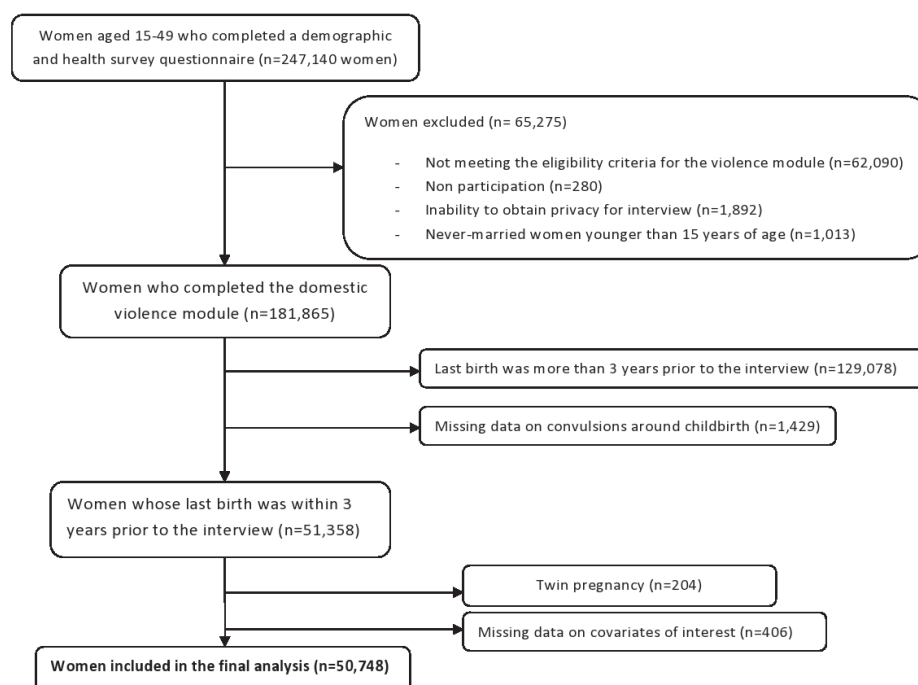 Women aged 15-49 who completed a demographic
and health survey questionnaire (n=247,140 women)
Women excluded (n= 65,275)
- Not meeting the eligibility criteria for the violence module (n=62,090)
- Non participation (n=280)
- Inability to obtain privacy for interview (n=1,892)
- Never-married women younger than 15 years of age (n=1,013)
Women who completed the domestic
violence module (n=181,865)
Last birth was more than 3 years prior to the interview (n=129,078)
Missing data on convulsions around childbirth (n=1,429)
Women whose last birth was within 3
years prior to the interview (n=51,358)
Twin pregnancy (n=204)
Missing data on covariates of interest (n=406)
Women included in the final analysis (n=50,748)